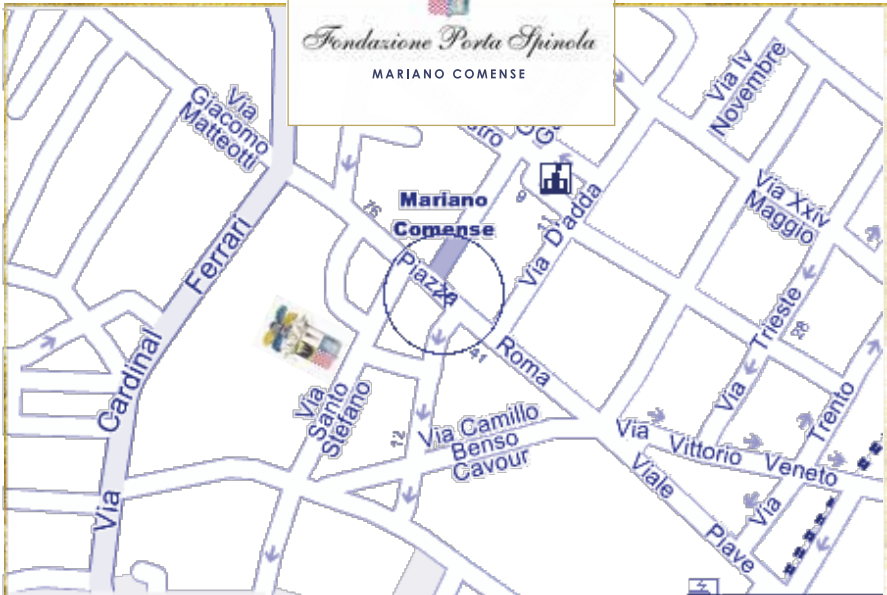 Fondazione Porta Spinola
MARIANO COMENSE
Via Iv
Novembre
Via
Giacomo
Matteotti
Via Xxiv
Maggio
76
9
11
Mariano
Comense
Via D'adda
Via Cardinal Ferrari
Piazza Roma
41
Via
Santo
Stefano
12
Via Camillo
Benso
Cavour
Via Trieste
28
Via Trento
Via Vittorio Veneto
Viale Piave